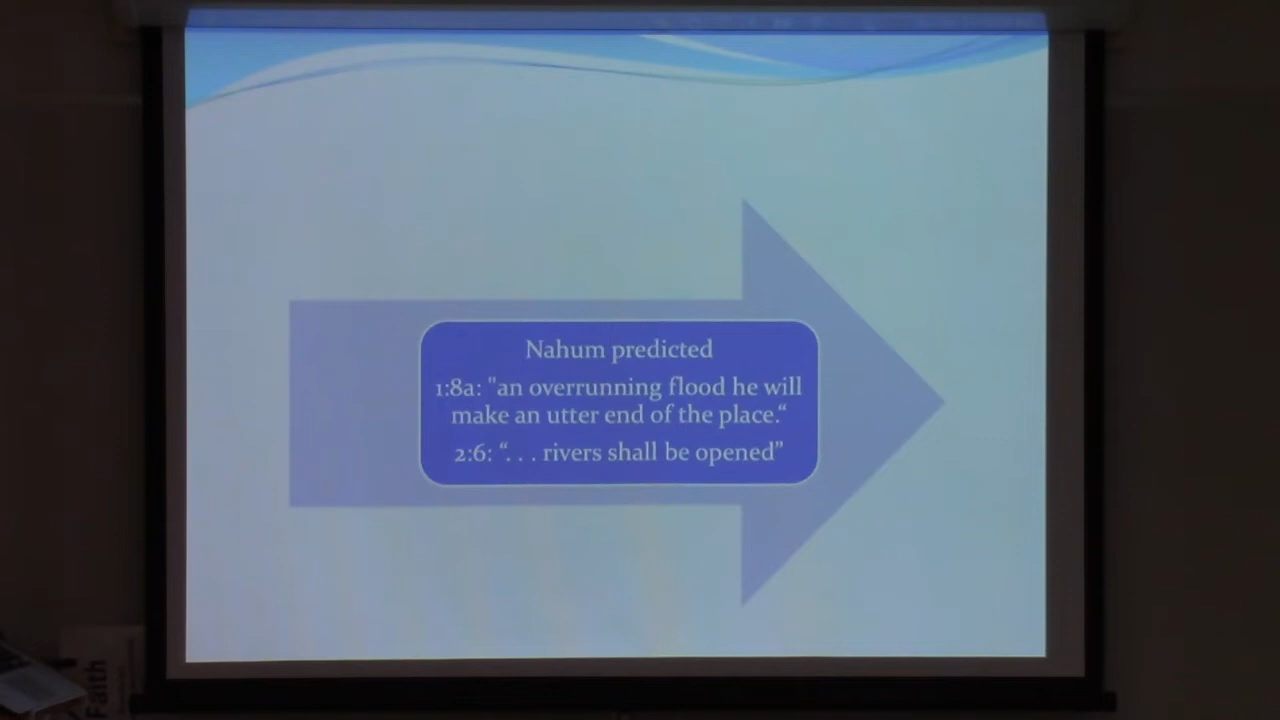 Nahum predicted
1:8a: "an overrunning flood he will
make an utter end of the place.“
2:6: “. . . rivers shall be opened”
Faith